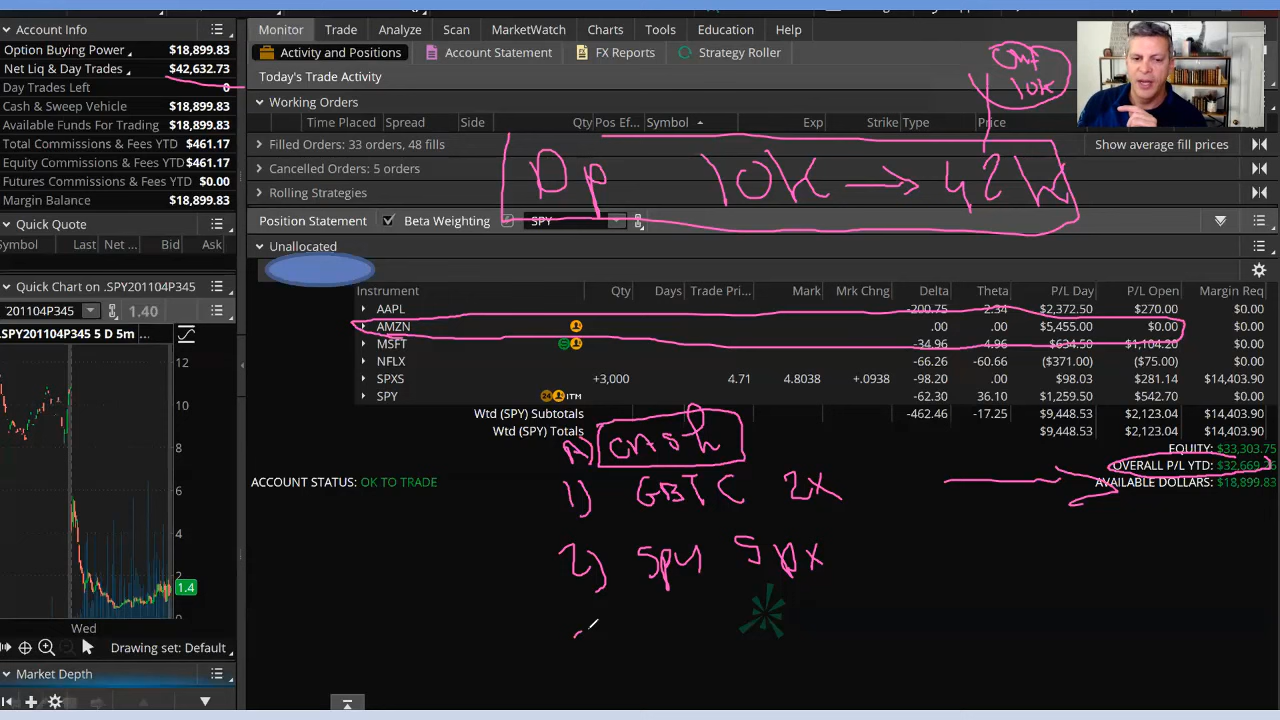 Account Info
Option Buying Power $18,899.83
Net Liq & Day Trades $42,632.73
Day Trades Left 0
Cash & Sweep Vehicle $18,899.83
Available Funds For Trading $18,899.83
Total Commissions & Fees YTD $461.17
Equity Commissions & Fees YTD $461.17
Futures Commissions & Fees YTD $0.00
Margin Balance $18,899.83
Quick Quote
Symbol Last Net ... Bid Ask
Quick Chart on .SPY201104P345
201104P345 1.40
.SPY201104P345 5 D 5m ...
12
10
8
6
4
2
0
1.4
Wed
Drawing set: Default
Market Depth
Monitor Trade Analyze Scan MarketWatch Charts Tools Education Help
Activity and Positions Account Statement FX Reports Strategy Roller
Today's Trade Activity
Working Orders
Time Placed Spread Side Qty Pos Ef... Symbol Exp Strike Type Price
Filled Orders: 33 orders, 48 fills Show average fill prices
Cancelled Orders: 5 orders
Rolling Strategies
10K → 42K
10K
Position Statement Beta Weighting SPY
Unallocated
Instrument Qty Days Trade Pri... Mark Mrk Chng Delta Theta P/L Day P/L Open Margin Req
AAPL -200.75 2.34 $2,372.50 $270.00 $0.00
AMZN .00 .00 $5,455.00 $0.00 $0.00
MSFT -34.96 4.96 $634.50 $1,104.20 $0.00
NFLX -66.26 -60.66 ($371.00) ($75.00) $0.00
SPXS +3,000 4.71 4.8038 +.0938 -98.20 .00 $98.03 $281.14 $14,403.90
SPY ITM -62.30 36.10 $1,259.50 $542.70 $0.00
Wtd (SPY) Subtotals -462.46 -17.25 $9,448.53 $2,123.04 $14,403.90
Wtd (SPY) Totals $9,448.53 $2,123.04 $14,403.90
EQUITY: $33,303.75
OVERALL P/L YTD:
AVAILABLE DOLLARS: $18,899.83
ACCOUNT STATUS: OK TO TRADE
1) GBTC 2X
2) Spy Spx